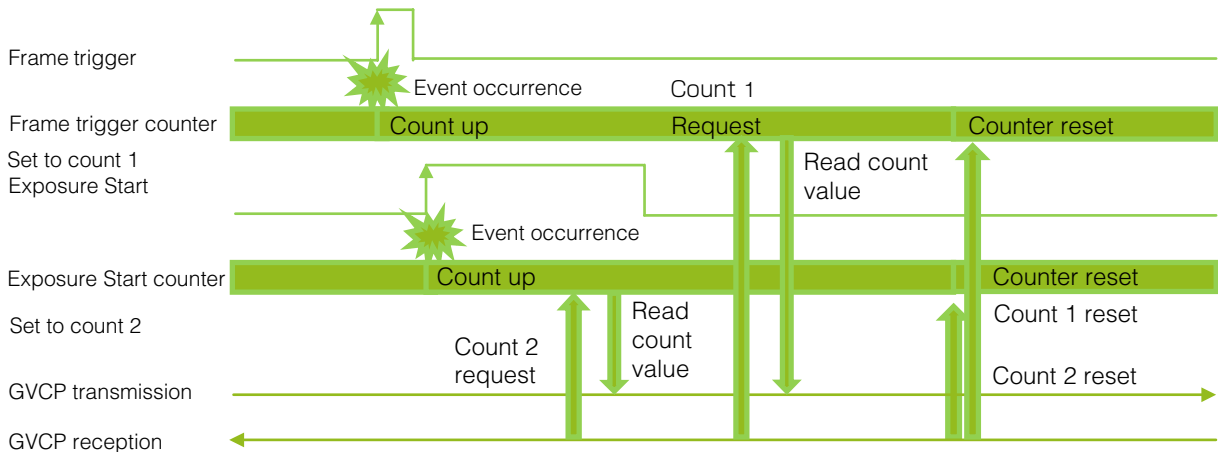 Frame trigger
Event occurrence
Count 1
Frame trigger counter
Count up
Request
Counter reset
Set to count 1
Read count
value
Exposure Start
Event occurrence
Exposure Start counter
Count up
Counter reset
Set to count 2
Read
count
value
Count 1 reset
Count 2
request
Count 2 reset
GVCP transmission
GVCP reception